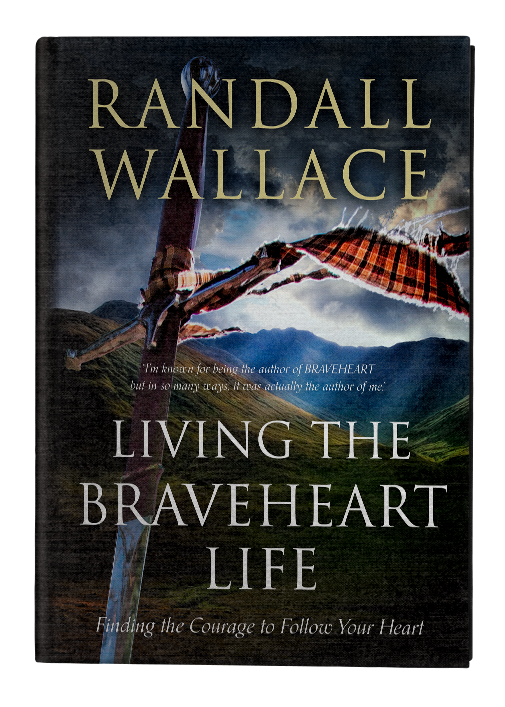 RANDALL
WALLACE
'I'm known for being the author of BRAVEHEART
but in so many ways, it was actually the author of me.'
LIVING THE
BRAVEHEART
LIFE
Finding the Courage to Follow Your Heart